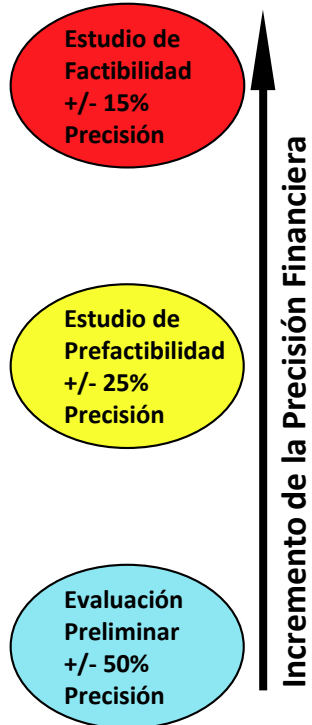 Estudio de
Factibilidad
+/- 15%
Precisión
Estudio de
Prefactibilidad
+/- 25%
Precisión
Evaluación
Preliminar
+/- 50%
Precisión
Incremento de la Precisión Financiera